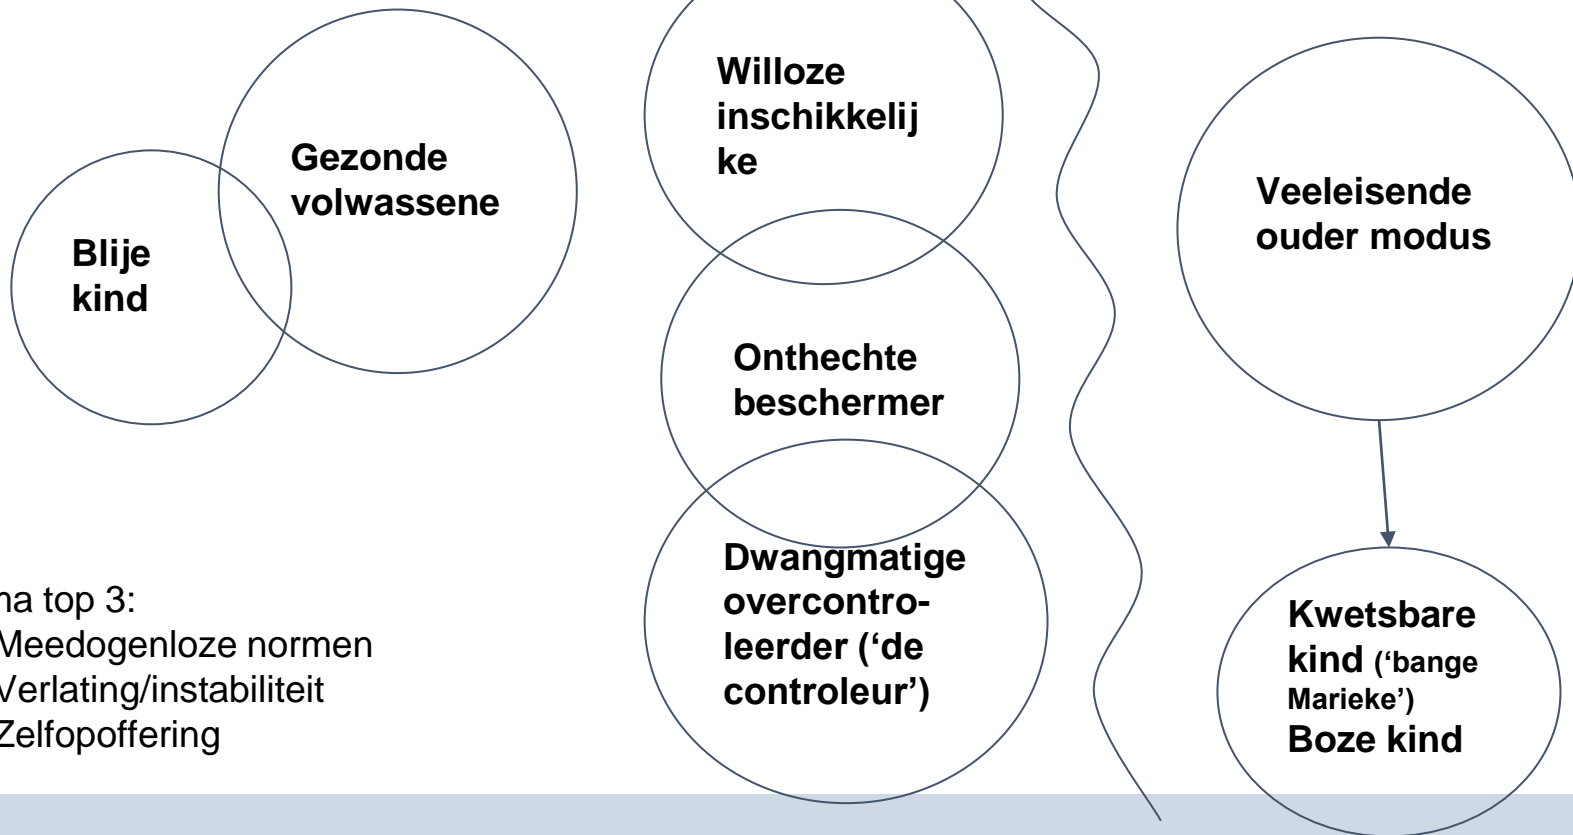 Blije
kind
Gezonde
volwassene
Willoze
inschikkelij
ke
Onthechte
beschermer
Dwangmatige
overcontro-
leerder (‘de
controleur’)
Veeleisende
ouder modus
Kwetsbare
kind (‘bange
Marieke’)
Boze kind
top 3:
Meedogenloze normen
Verlating/instabiliteit
Zelfopoffering